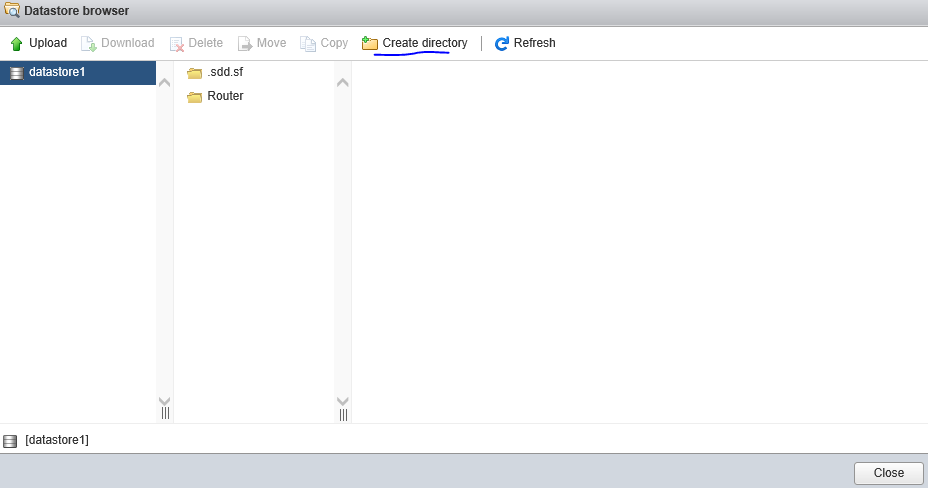 Datastore browser
Upload Download Delete Move Copy Create directory Refresh
datastore1 .sdd.sf
Router
[datastore1]
Close